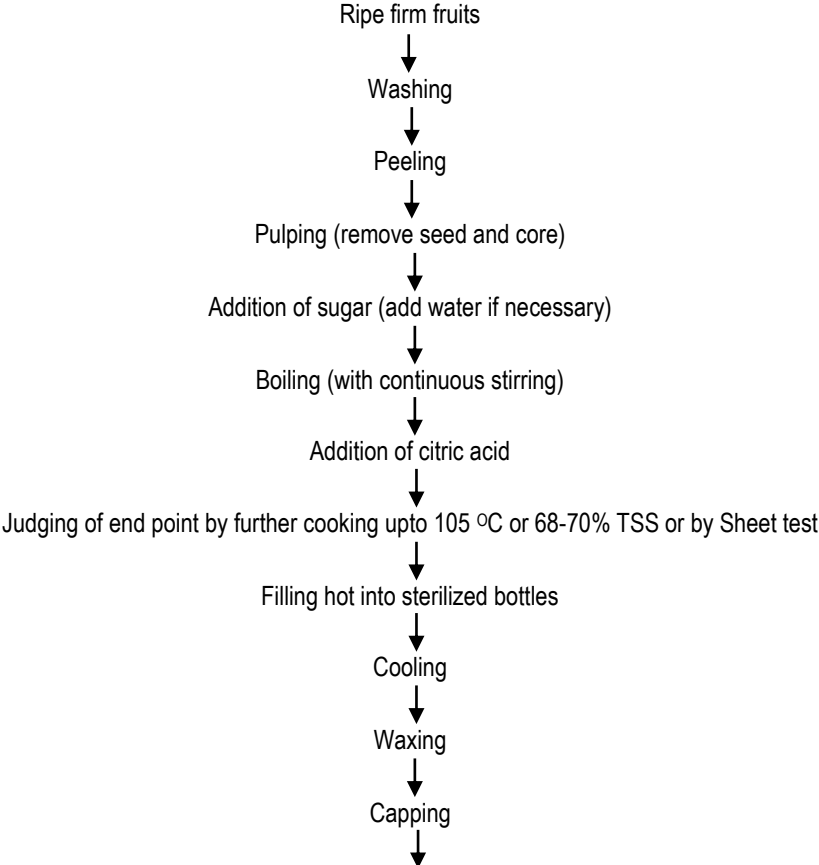 Ripe firm fruits
Washing
Peeling
Pulping (remove seed and core)
Addition of sugar (add water if necessary)
Boiling (with continuous stirring)
Addition of citric acid
Judging of end point by further cooking upto 105 ᴼC or 68-70% TSS or by Sheet test
Filling hot into sterilized bottles
Cooling
Waxing
Capping